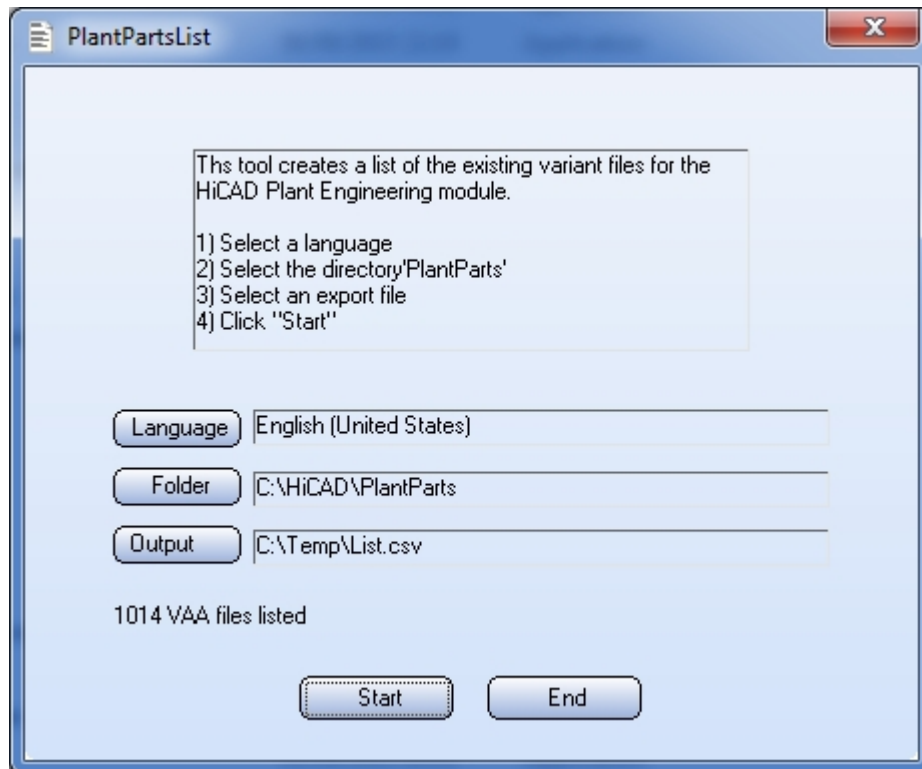 PlantPartsList
Ths tool creates a list of the existing variant files for the
HiCAD Plant Engineering module.
1) Select a language
2) Select the directory'PlantParts'
3) Select an export file
4) Click "Start"
Language English (United States)
Folder C:\HiCAD\PlantParts
Output C:\Temp\List.csv
1014 VAA files listed
Start End